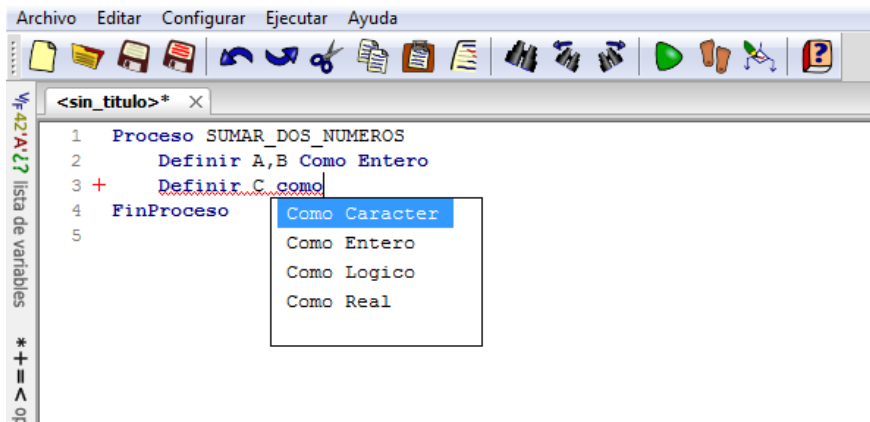 Archivo Editar Configurar Ejecutar Ayuda
<sin_titulo>* ×
1 Proceso SUMAR_DOS_NUMEROS
2 Definir A,B Como Entero
3 + Definir C como
4 FinProceso
5
Como Caracter
Como Entero
Como Logico
Como Real
42 'A' ¿? lista de variables
* + = <